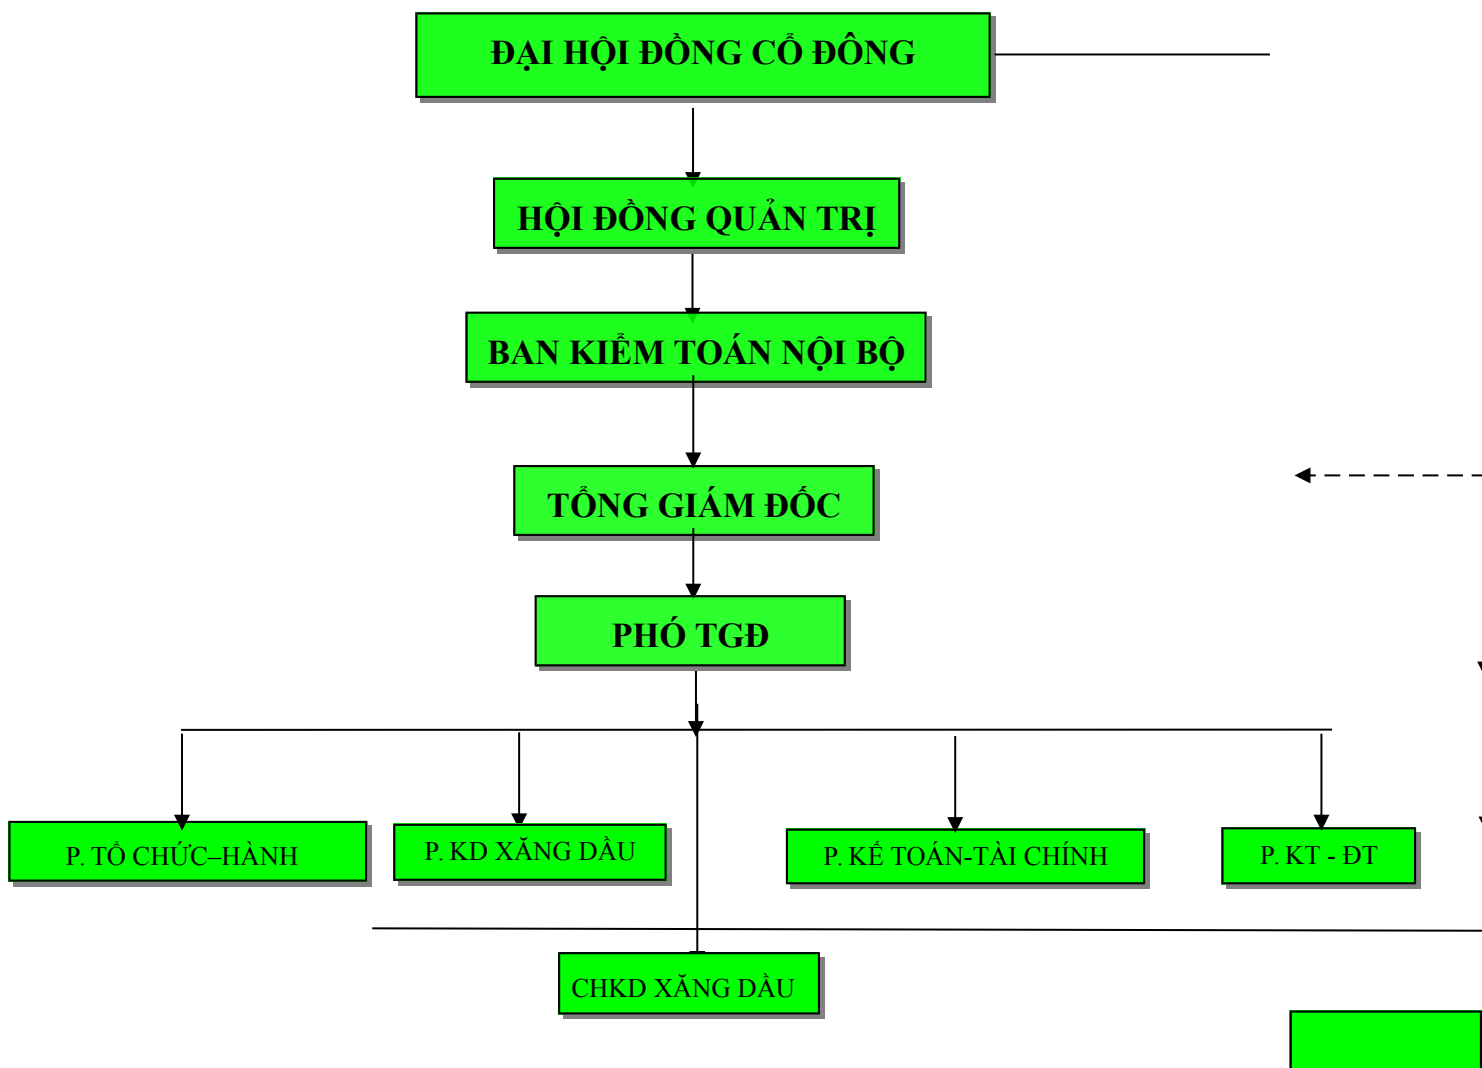 ĐẠI HỘI ĐỒNG CỔ ĐÔNG
HỘI ĐỒNG QUẢN TRỊ
BAN KIỂM TOÁN NỘI BỘ
TỔNG GIÁM ĐỐC
PHÓ TGĐ
P. TỔ CHỨC–HÀNH
P. KD XĂNG DẦU
P. KẾ TOÁN-TÀI CHÍNH
P. KT - ĐT
CHKD XĂNG DẦU